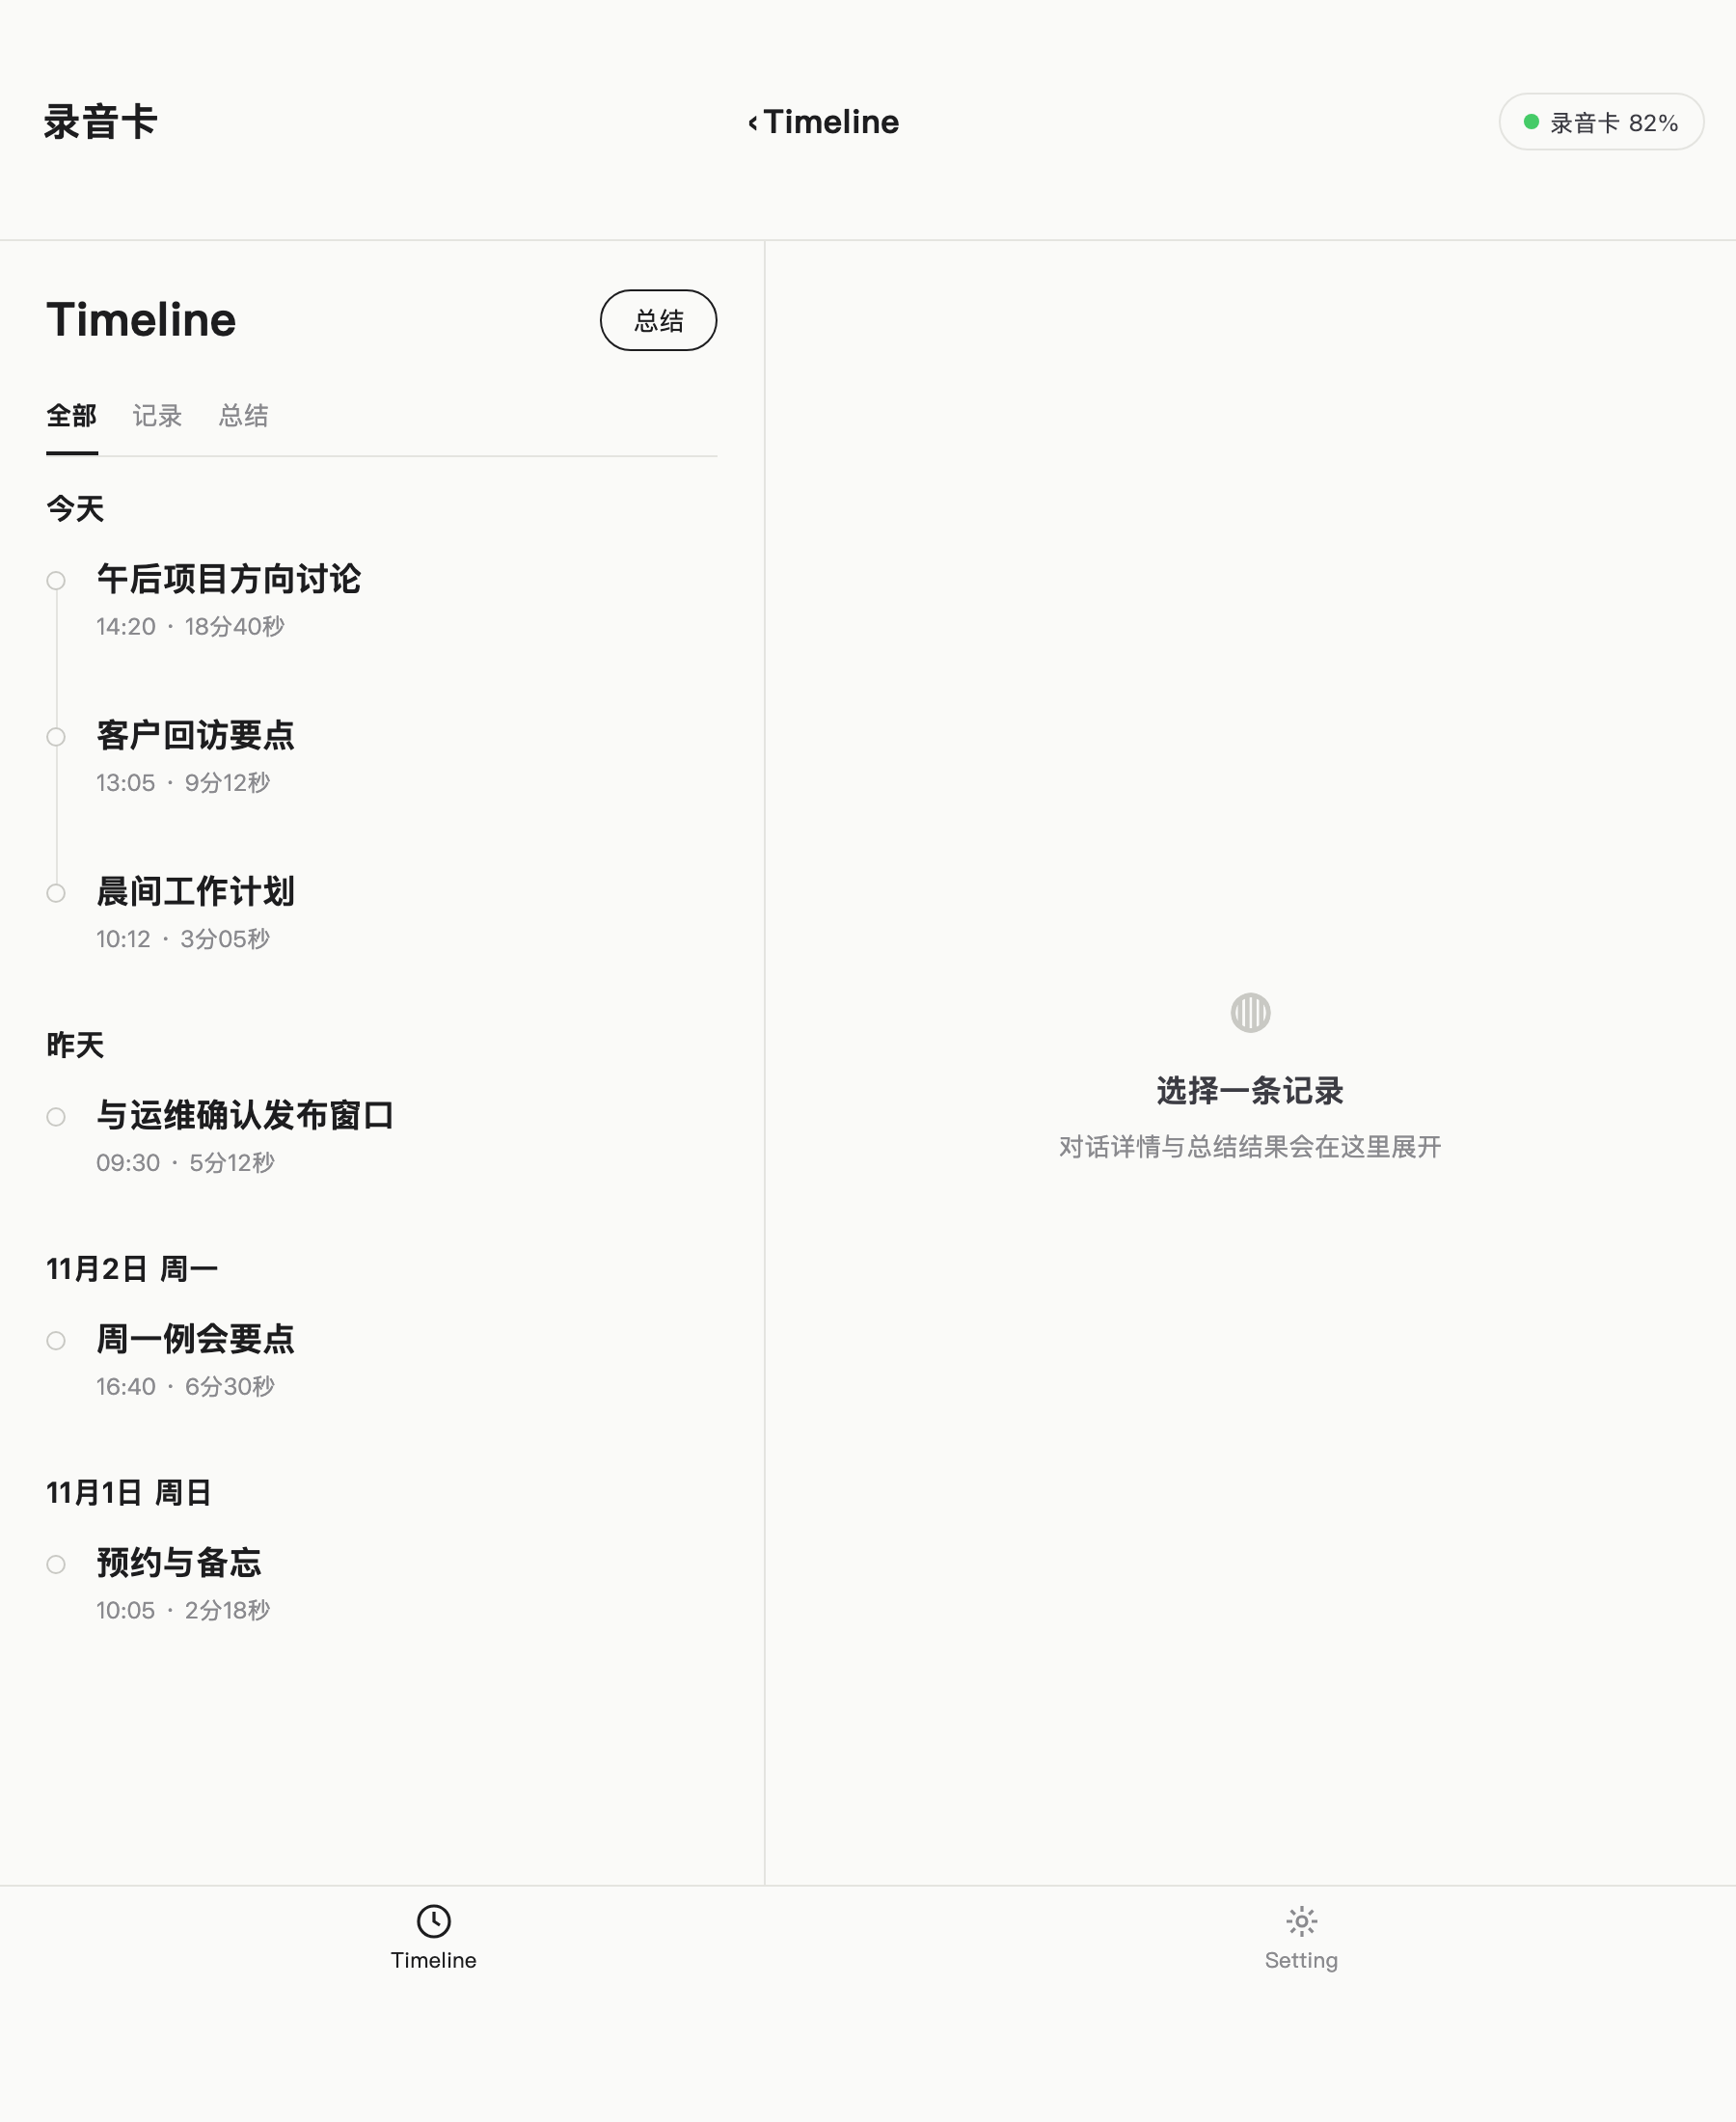 录音卡
‹ Timeline
录音卡 82%
Timeline
总结
全部 记录 总结
今天
午后项目方向讨论
14:20 · 18分40秒
客户回访要点
13:05 · 9分12秒
晨间工作计划
10:12 · 3分05秒
昨天
与运维确认发布窗口
09:30 · 5分12秒
11月2日 周一
周一例会要点
16:40 · 6分30秒
11月1日 周日
预约与备忘
10:05 · 2分18秒
选择一条记录
对话详情与总结结果会在这里展开
Timeline
Setting